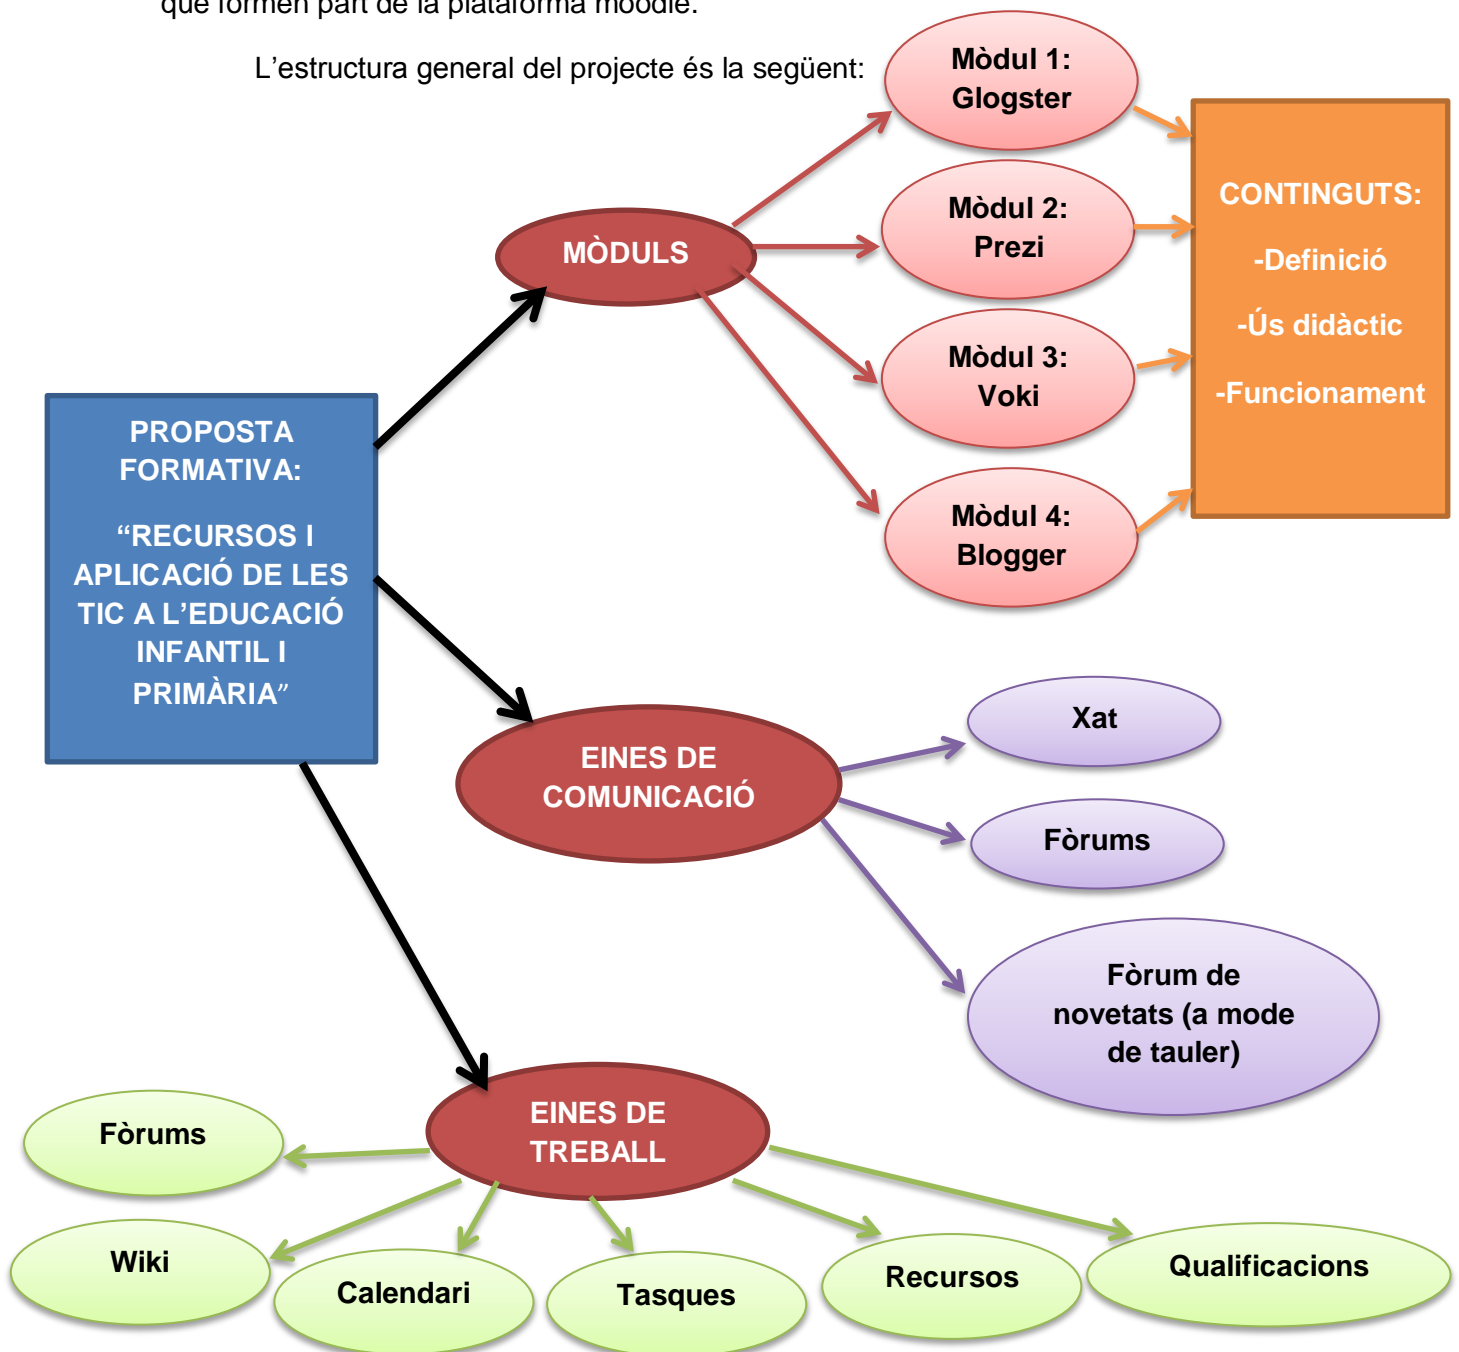 que formen part de la plataforma moodle.
L’estructura general del projecte és la següent:
Mòdul 1:
Glogster
Mòdul 2:
Prezi
Mòdul 3:
Voki
Mòdul 4:
Blogger
CONTINGUTS:
-Definició
-Ús didàctic
-Funcionament
MÒDULS
PROPOSTA
FORMATIVA:
“RECURSOS I
APLICACIÓ DE LES
TIC A L’EDUCACIÓ
INFANTIL I
PRIMÀRIA”
EINES DE
COMUNICACIÓ
Xat
Fòrums
Fòrum de
novetats (a mode
de tauler)
EINES DE
TREBALL
Fòrums
Wiki
Calendari
Tasques
Recursos
Qualificacions